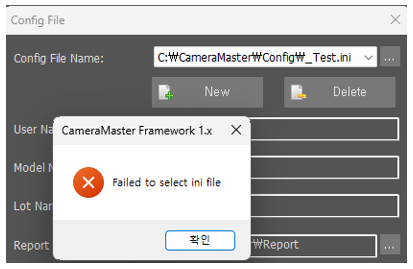 Config File
Config File Name:
C:₩CameraMaster₩Config₩_Test.ini
...
New
Delete
User Na
CameraMaster Framework 1.x
Model N
Failed to select ini file
Lot Nar
확인
Report
₩Report
...